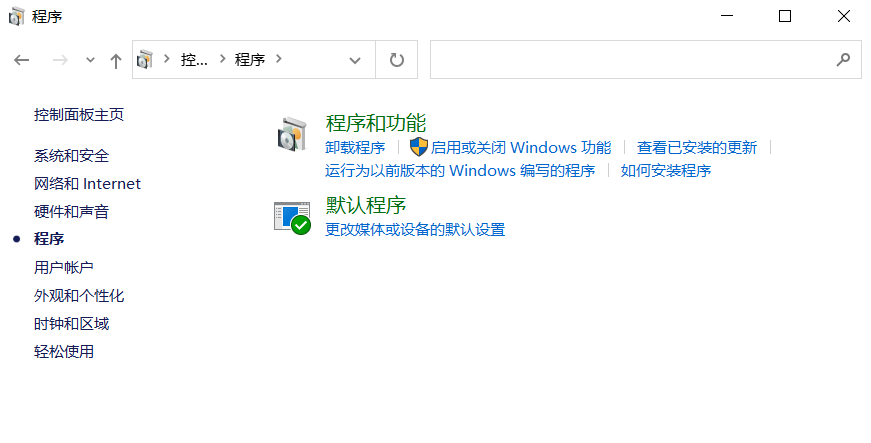 程序
控... 程序
控制面板主页
系统和安全
网络和 Internet
硬件和声音
程序
用户帐户
外观和个性化
时钟和区域
轻松使用
程序和功能
卸载程序 启用或关闭 Windows 功能 查看已安装的更新
运行为以前版本的 Windows 编写的程序 如何安装程序
默认程序
更改媒体或设备的默认设置